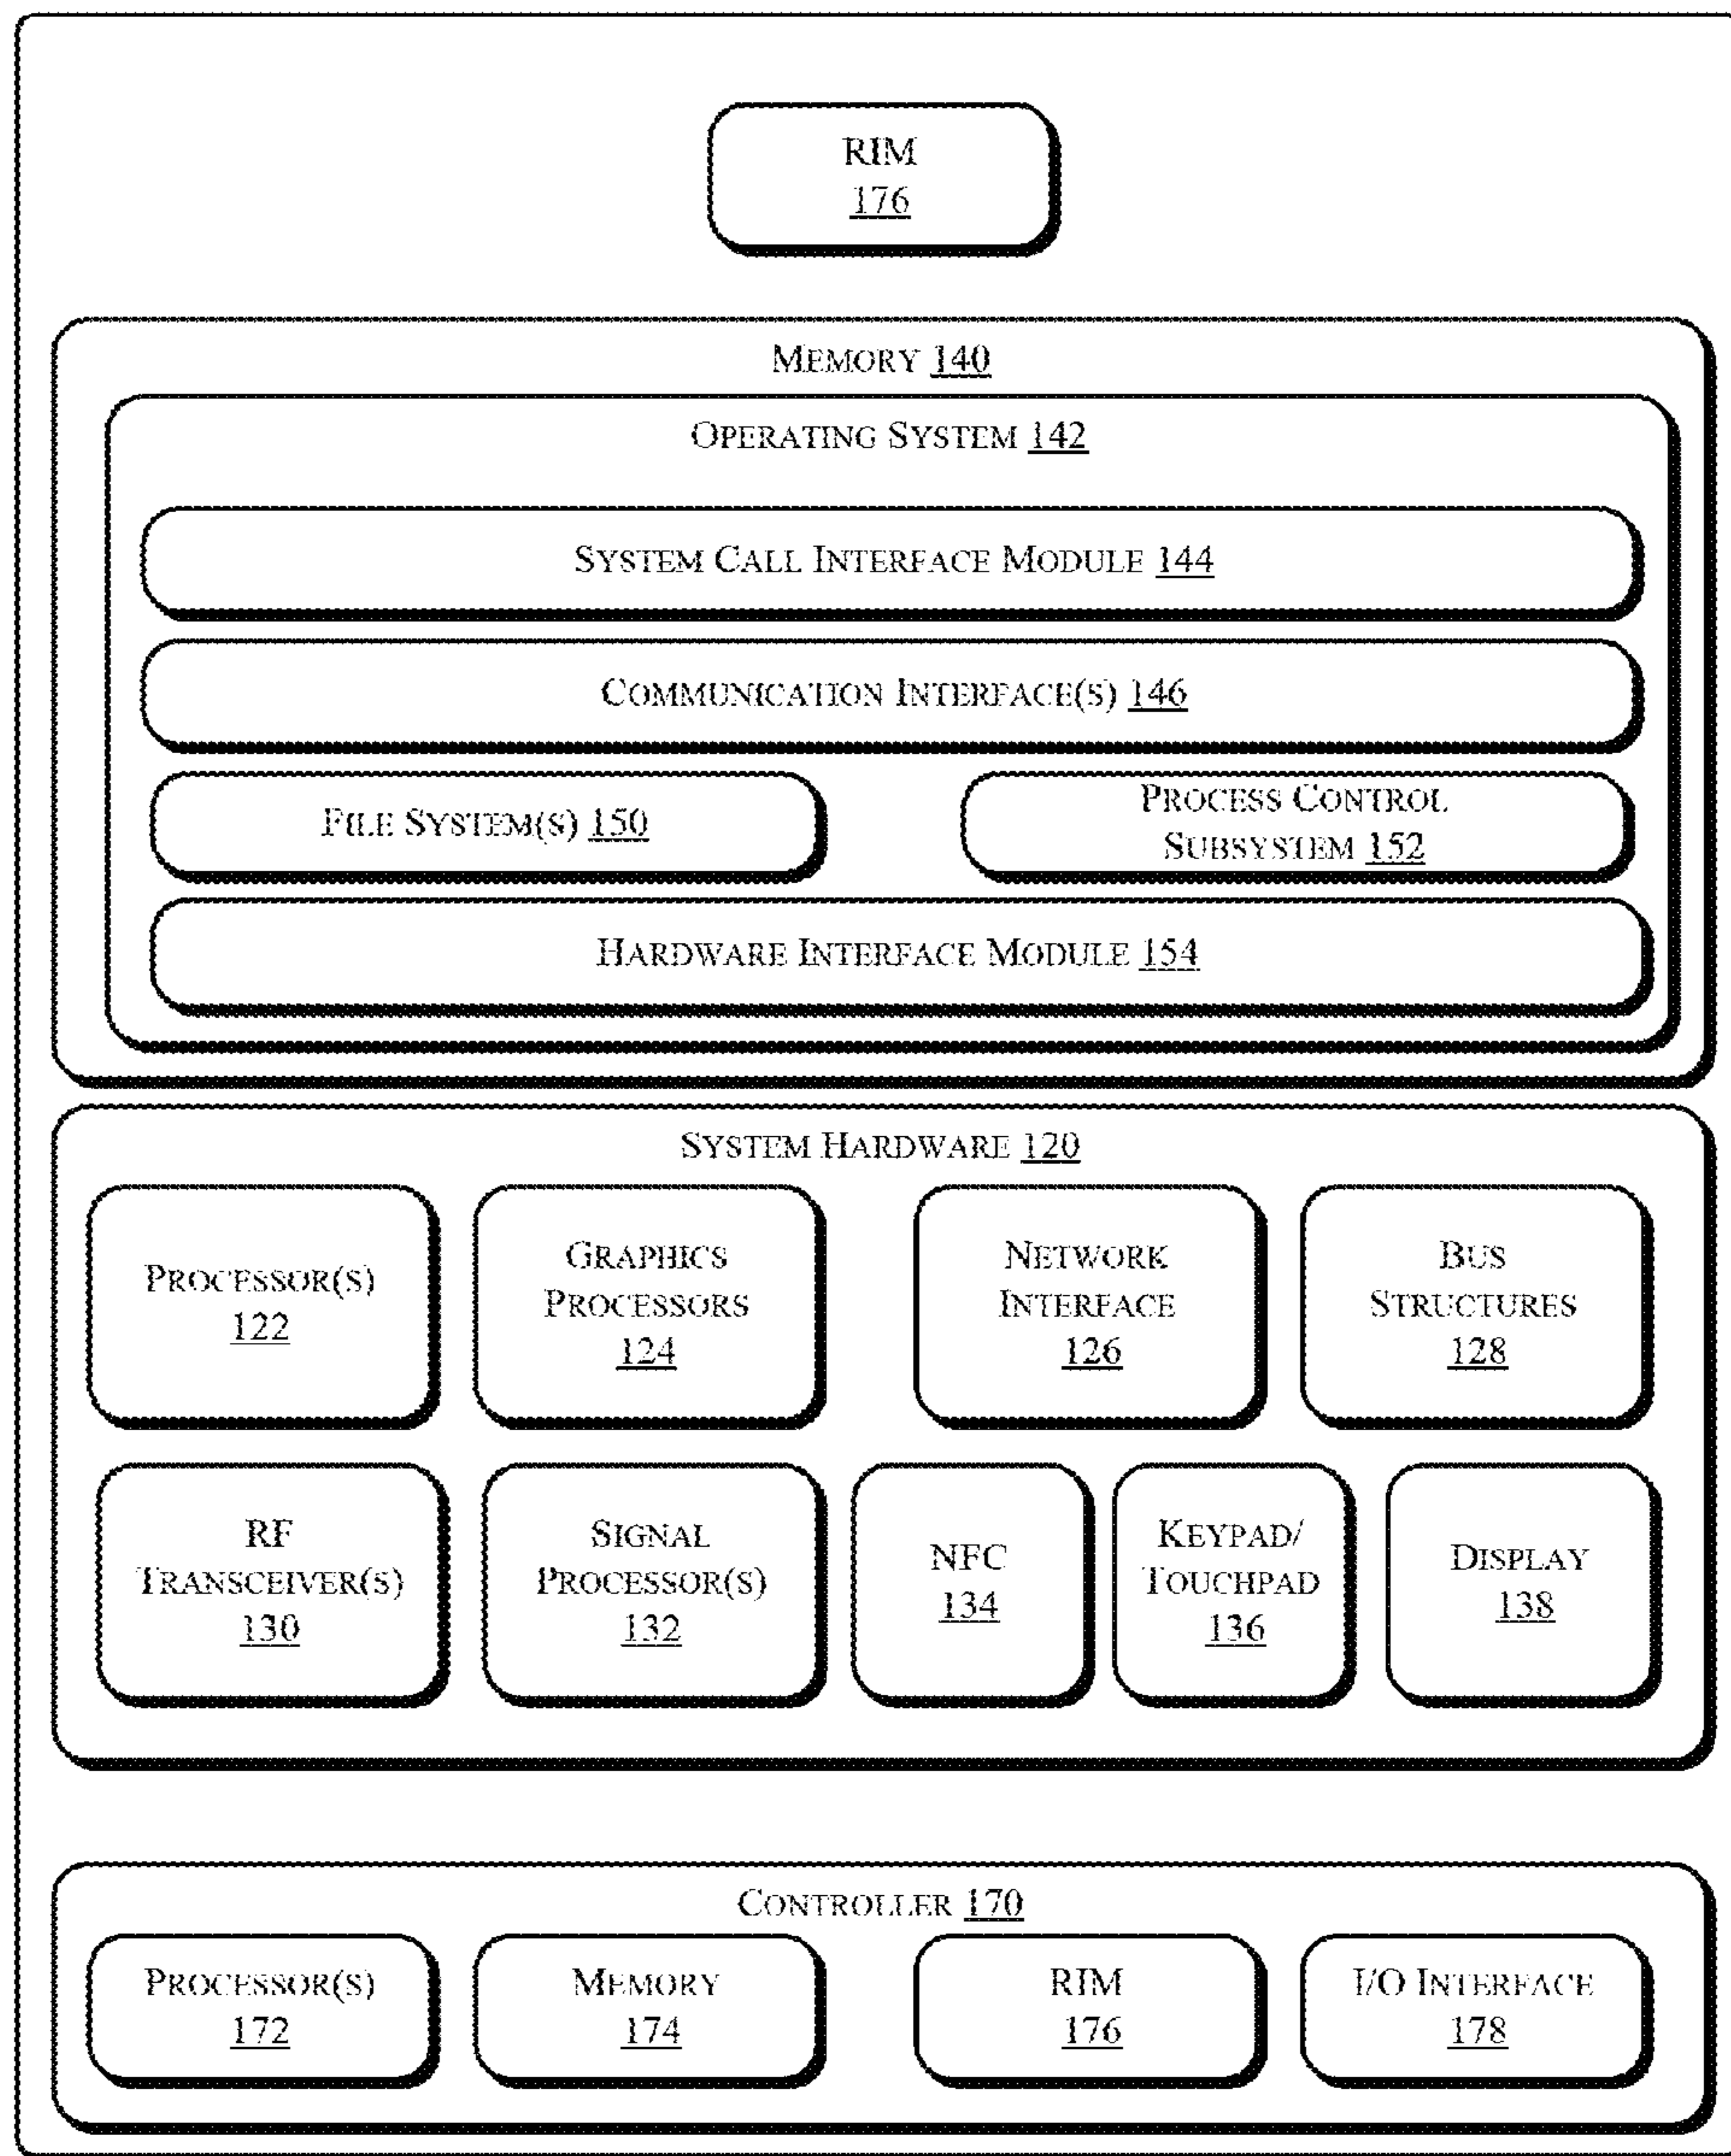 RIM
176
MEMORY 140
OPERATING SYSTEM 142
SYSTEM CALL INTERFACE MODULE 144
COMMUNICATION INTERFACE(S) 146
FILE SYSTEM(S) 150
PROCESS CONTROL
SUBSYSTEM 152
HARDWARE INTERFACE MODULE 154
SYSTEM HARDWARE 120
PROCESSOR(S)
122
GRAPHICS
PROCESSORS
124
NETWORK
INTERFACE
126
BUS
STRUCTURES
128
RF
TRANSCEIVER(S)
130
SIGNAL
PROCESSOR(S)
132
NFC
134
KEYPAD/
TOUCHPAD
136
DISPLAY
138
CONTROLLER 170
PROCESSOR(S)
172
MEMORY
174
RIM
176
I/O INTERFACE
178